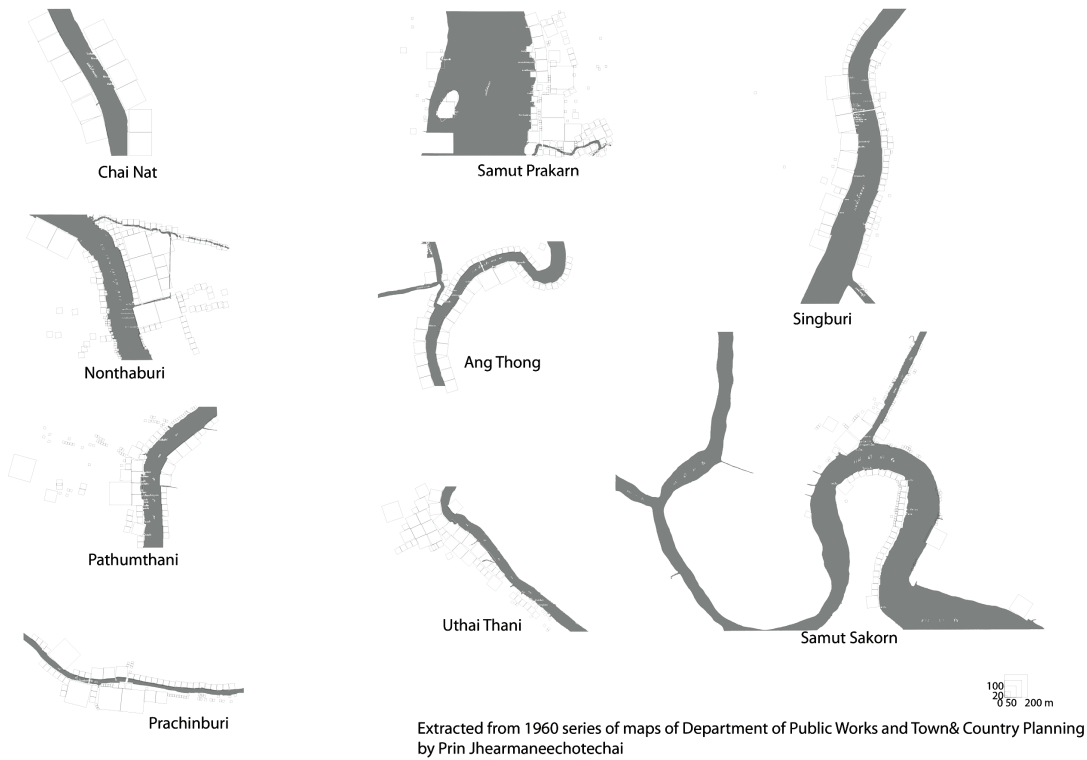 Chai Nat
Samut Prakarn
Singburi
Nonthaburi
Ang Thong
Pathumthani
Uthai Thani
Samut Sakorn
Prachinburi
100
20
0 50 200 m
Extracted from 1960 series of maps of Department of Public Works and Town& Country Planning
by Prin Jhearmaneechotechai